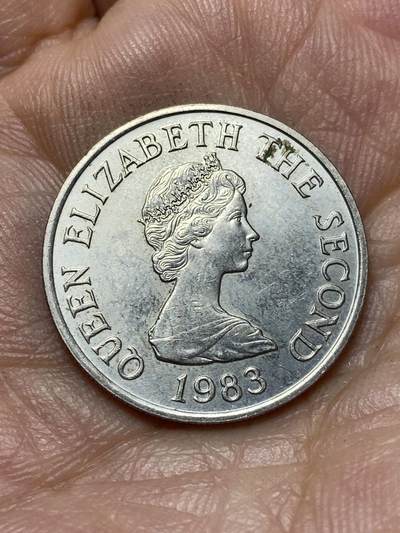 QUEEN ELIZABETH THE SECOND
1983